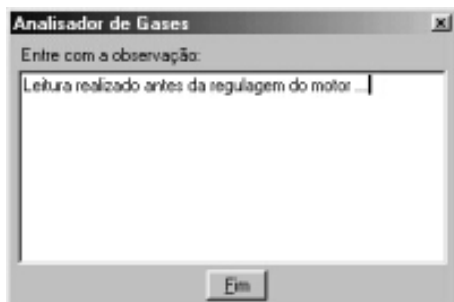 Analisador de Gases
Entre com a observação:
Leitura realizado antes da regulagem do motor ...
Fim